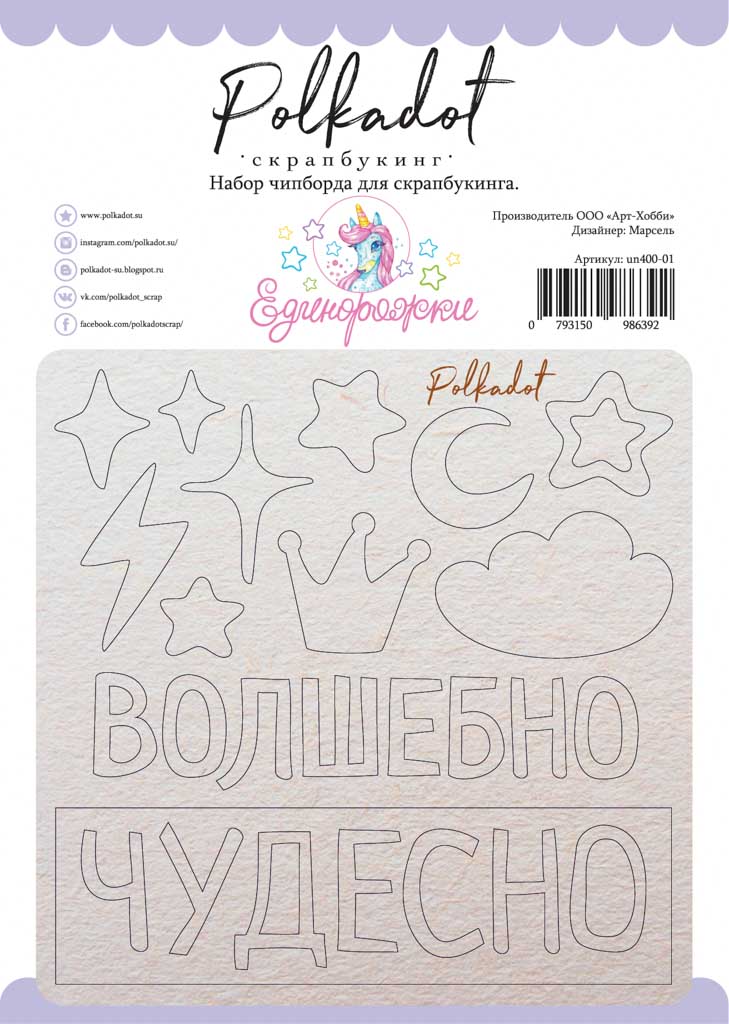 Polkadot
·скрапбукинг·
Набор чипборда для скрапбукинга.
www.polkadot.su
instagram.com/polkadot.su/
polkadot-su.blogspot.ru
vk.com/polkadot_scrap
facebook.com/polkadotscrap/
Единорожки
Производитель ООО «Арт-Хобби»
Дизайнер: Марсель
Артикул: un400-01
0 793150 986392
Polkadot
ВОЛШЕБНО
ЧУДЕСНО